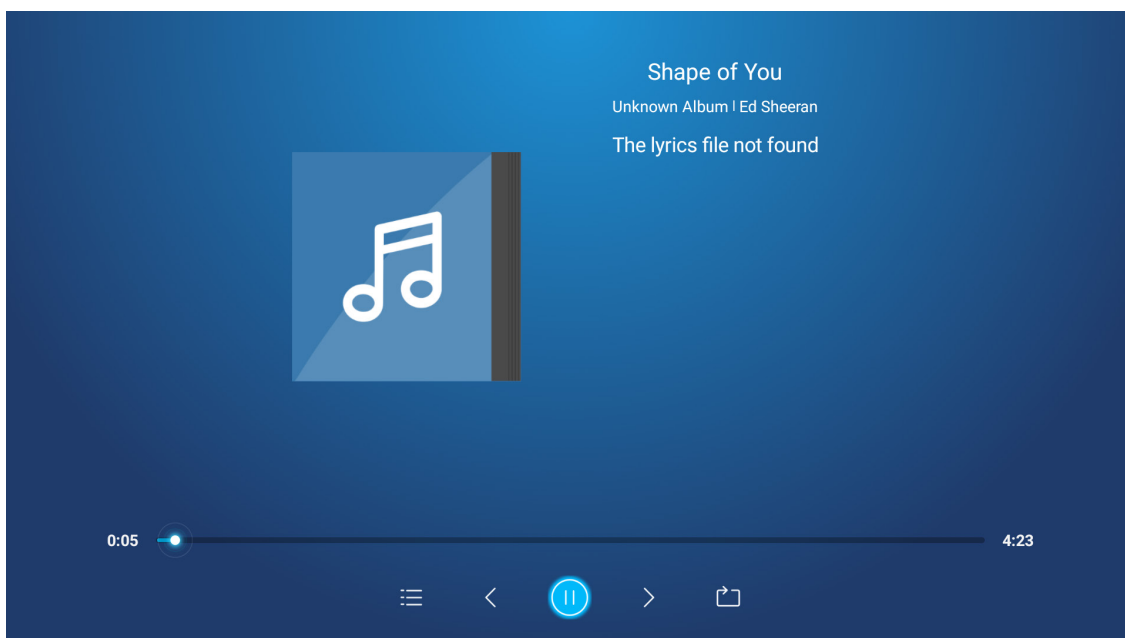 Shape of You
Unknown Album | Ed Sheeran
The lyrics file not found
0:05
4:23